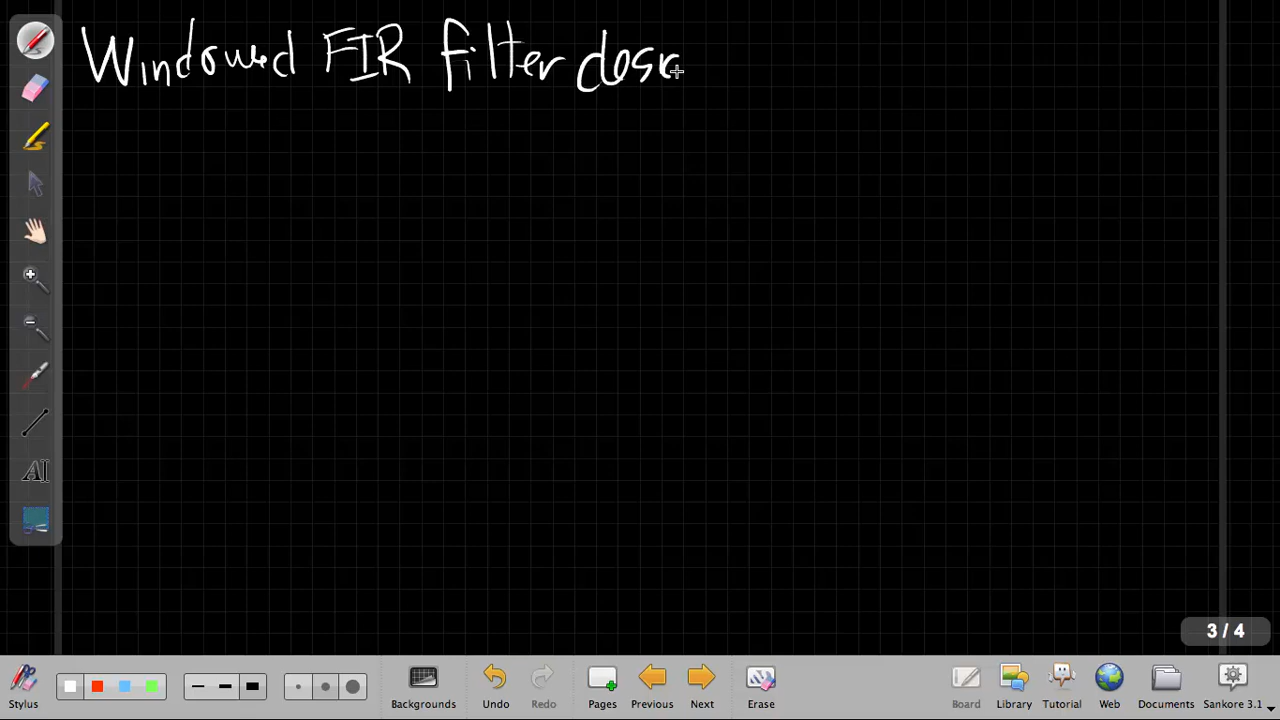 Windowed FIR filter des
3 / 4
Stylus
Backgrounds
Undo
Redo
Pages
Previous
Next
Erase
Board
Library
Tutorial
Web
Documents
Sankore 3.1